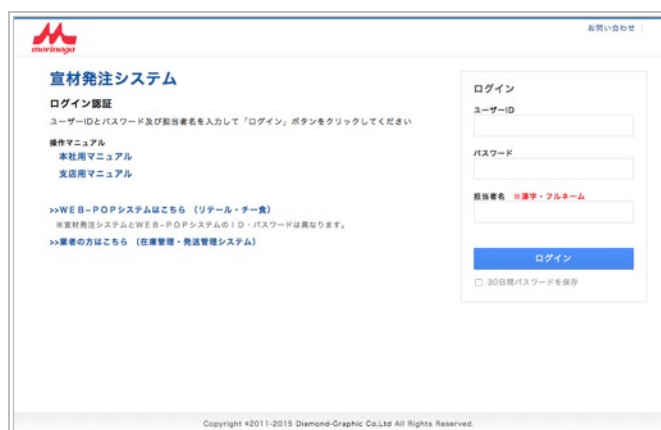 お問い合わせ
morinaga
宣材発注システム
ログイン認証
ユーザーIDとパスワード及び担当者名を入力して「ログイン」ボタンをクリックしてください
操作マニュアル
本社用マニュアル
支店用マニュアル
>>WEB-POPシステムはこちら (リテール・チー食)
※宣材発注システムとWEB-POPシステムのID・パスワードは異なります。
>>業者の方はこちら (在庫管理・発送管理システム)
ログイン
ユーザーID
パスワード
担当者名 ※漢字・フルネーム
ログイン
30日間パスワードを保存
Copyright ©2011-2015 Diamond-Graphic Co,Ltd All Rights Reserved.